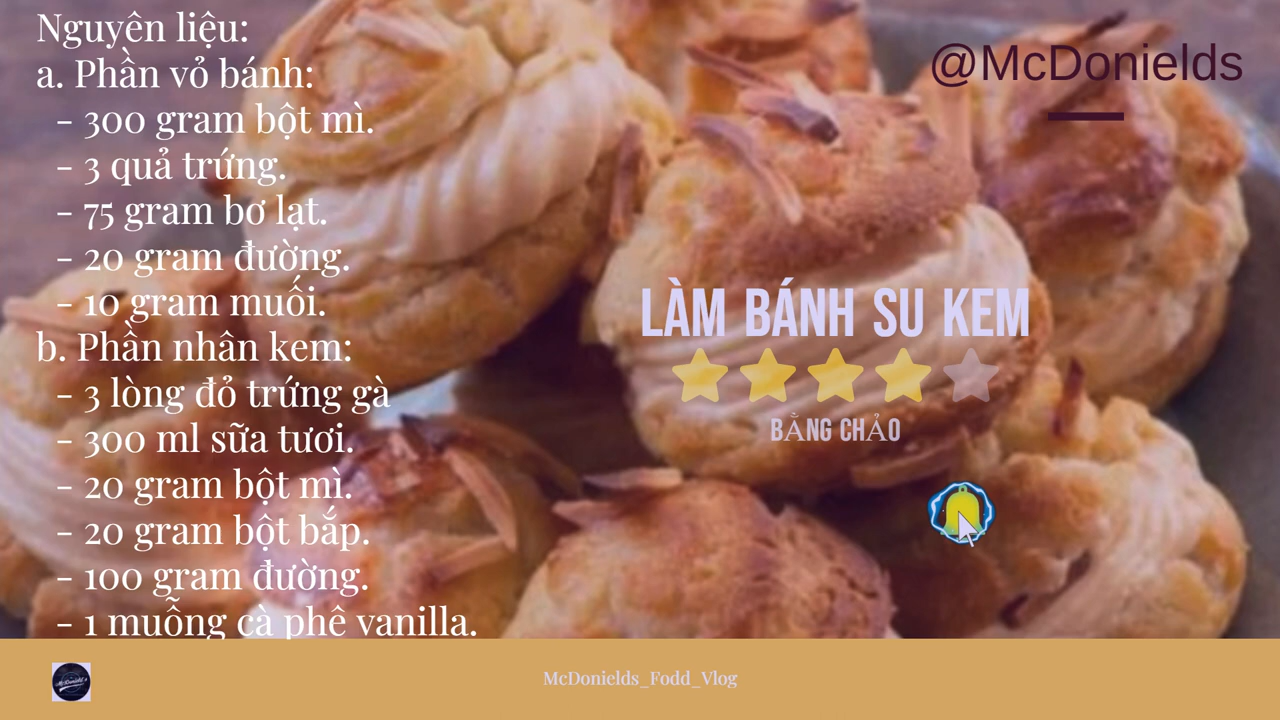 Nguyên liệu:
a. Phần vỏ bánh:
- 300 gram bột mì.
- 3 quả trứng.
- 75 gram bơ lạt.
- 20 gram đường.
- 10 gram muối.
b. Phần nhân kem:
- 3 lòng đỏ trứng gà
- 300 ml sữa tươi.
- 20 gram bột mì.
- 20 gram bột bắp.
- 100 gram đường.
- 1 muỗng cà phê vanilla.
@McDonields
LÀM BÁNH SU KEM
BẰNG CHẢO
McDonields_Fodd_Vlog